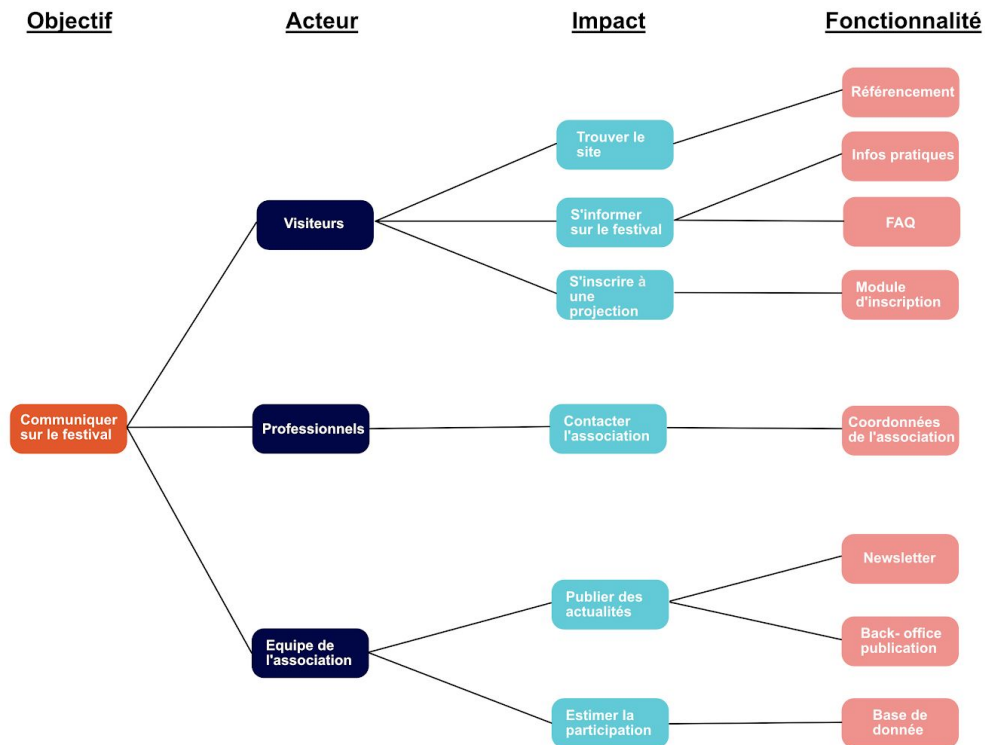 Objectif
Acteur
Impact
Fonctionnalité
Communiquer
sur le festival
Visiteurs
Trouver le
site
Référencement
S'informer
sur le festival
Infos pratiques
FAQ
S'inscrire à
une
projection
Module
d'inscription
Professionnels
Contacter
l'association
Coordonnées
de l'association
Equipe de
l'association
Publier des
actualités
Newsletter
Back- office
publication
Estimer la
participation
Base de
donnée